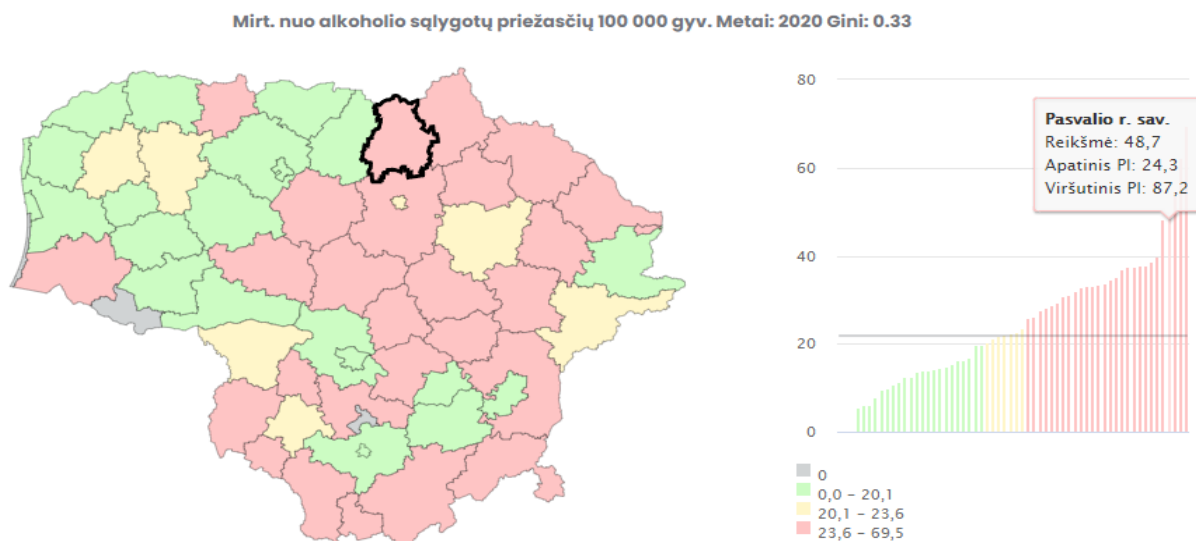 Mirt. nuo alkoholio sąlygotų priežasčių 100 000 gyv. Metai: 2020 Gini: 0.33
80
60
40
20
0
Pasvalio r. sav.
Reikšmė: 48,7
Apatinis PI: 24,3
Viršutinis PI: 87,2
0
0,0 – 20,1
20,1 – 23,6
23,6 – 69,5